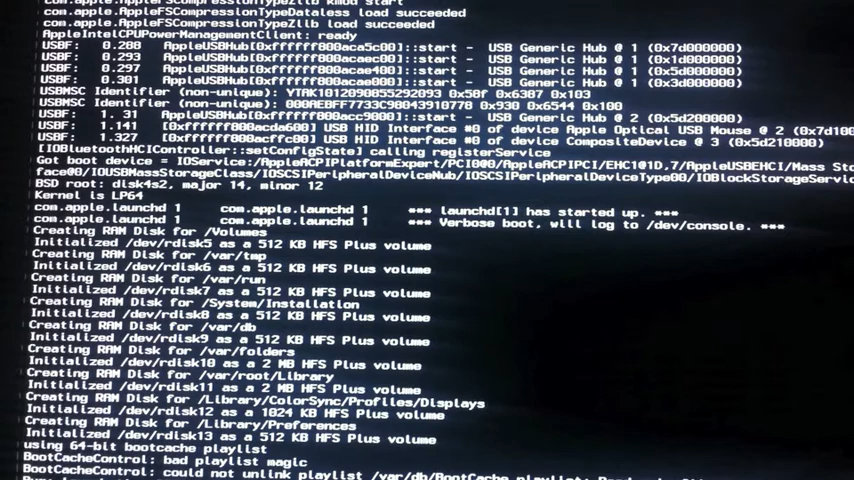 com.apple.AppleFSCompressionTypeZlib kmod start
com.apple.AppleFSCompressionTypeDataless load succeeded
com.apple.AppleFSCompressionTypeZlib load succeeded
AppleIntelCPUPowerManagementClient: ready
USBF: 0.288 AppleUSBHub[0xffffff800aca5c00]::start - USB Generic Hub @ 1 (0x7d000000)
USBF: 0.293 AppleUSBHub[0xffffff800acaec00]::start - USB Generic Hub @ 1 (0x1d000000)
USBF: 0.297 AppleUSBHub[0xffffff800acae400]::start - USB Generic Hub @ 1 (0x5d000000)
USBF: 0.301 AppleUSBHub[0xffffff800acae000]::start - USB Generic Hub @ 1 (0x3d000000)
USBMSC Identifier (non-unique): YTAK1012090855292093 0x58f 0x6387 0x103
USBMSC Identifier (non-unique): 000AEBFF7733C98043910778 0x930 0x6544 0x100
USBF: 1. 31 AppleUSBHub[0xffffff800acc9000]::start - USB Generic Hub @ 2 (0x5d200000)
USBF: 1.141 [0xffffff800acda600] USB HID Interface #0 of device Apple Optical USB Mouse @ 2 (0x7d100
USBF: 1.327 [0xffffff800acffc00] USB HID Interface #0 of device CompositeDevice @ 3 (0x5d210000)
[IOBluetoothHCIController::setConfigState] calling registerService
Got boot device = IOService:/AppleACPIPlatformExpert/PCI0@0/AppleACPIPCI/EHC1@1D,7/AppleUSBEHCI/Mass Sto
face@0/IOUSBMassStorageClass/IOSCSIPeripheralDeviceNub/IOSCSIPeripheralDeviceType00/IOBlockStorageServic
BSD root: disk4s2, major 14, minor 12
Kernel is LP64
com.apple.launchd 1 com.apple.launchd 1 *** launchd[1] has started up. ***
com.apple.launchd 1 com.apple.launchd 1 *** Verbose boot, will log to /dev/console. ***
Creating RAM Disk for /Volumes
Initialized /dev/rdisk5 as a 512 KB HFS Plus volume
Creating RAM Disk for /var/tmp
Initialized /dev/rdisk6 as a 512 KB HFS Plus volume
Creating RAM Disk for /var/run
Initialized /dev/rdisk7 as a 512 KB HFS Plus volume
Creating RAM Disk for /System/Installation
Initialized /dev/rdisk8 as a 512 KB HFS Plus volume
Creating RAM Disk for /var/db
Initialized /dev/rdisk9 as a 512 KB HFS Plus volume
Creating RAM Disk for /var/folders
Initialized /dev/rdisk10 as a 2 MB HFS Plus volume
Creating RAM Disk for /var/root/Library
Initialized /dev/rdisk11 as a 2 MB HFS Plus volume
Creating RAM Disk for /Library/ColorSync/Profiles/Displays
Initialized /dev/rdisk12 as a 1024 KB HFS Plus volume
Creating RAM Disk for /Library/Preferences
Initialized /dev/rdisk13 as a 512 KB HFS Plus volume
using 64-bit bootcache playlist
BootCacheControl: bad playlist magic
BootCacheControl: could not unlink playlist /var/db/BootCache.playlist: